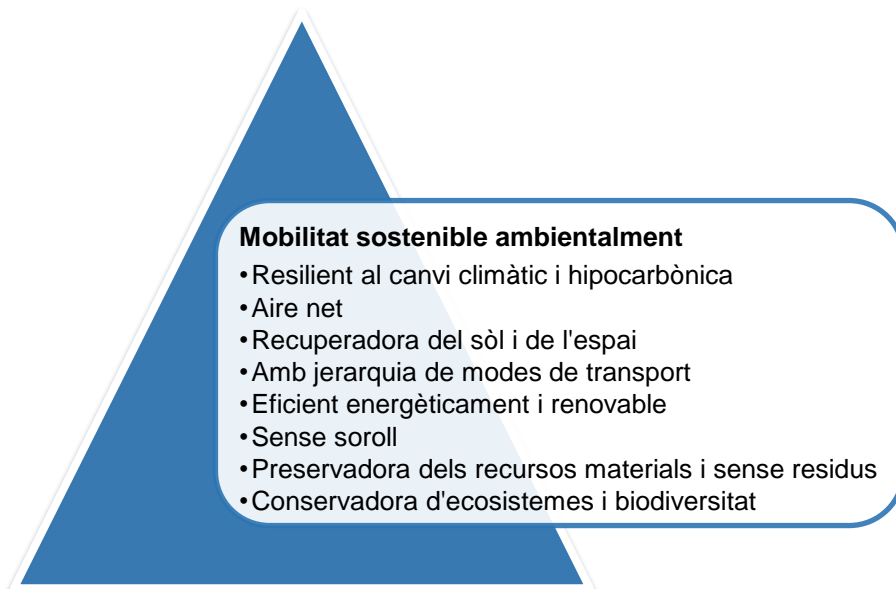 Mobilitat sostenible ambientalment
•Resilient al canvi climàtic i hipocarbònica
•Aire net
•Recuperadora del sòl i de l'espai
•Amb jerarquia de modes de transport
•Eficient energèticament i renovable
•Sense soroll
•Preservadora dels recursos materials i sense residus
•Conservadora d'ecosistemes i biodiversitat